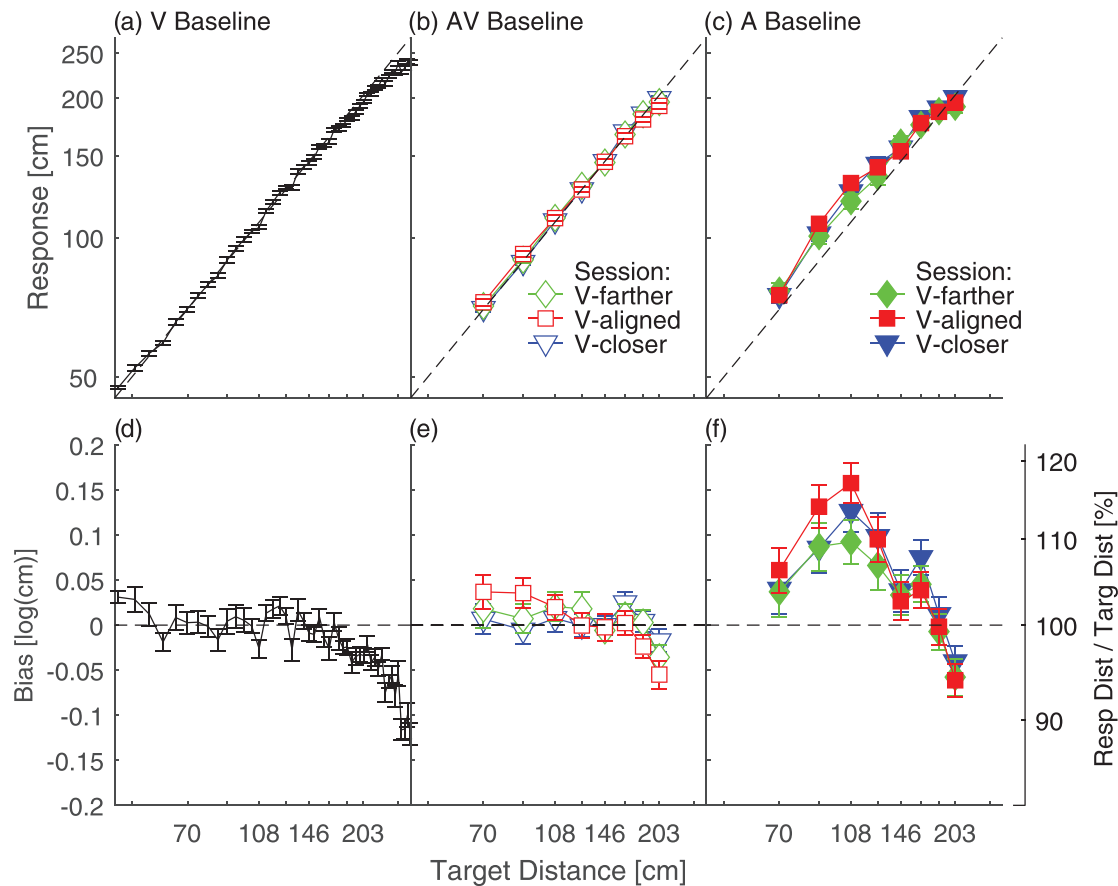 (a) V Baseline
(b) AV Baseline
(c) A Baseline
250
200
150
100
50
Response [cm]
Session:
V-farther
V-aligned
V-closer
Session:
V-farther
V-aligned
V-closer
(d)
(e)
(f)
0.2
0.15
0.1
0.05
0
-0.05
-0.1
-0.15
-0.2
Bias [log(cm)]
120
110
100
90
Resp Dist / Targ Dist [%]
70 108 146 203
70 108 146 203
70 108 146 203
Target Distance [cm]